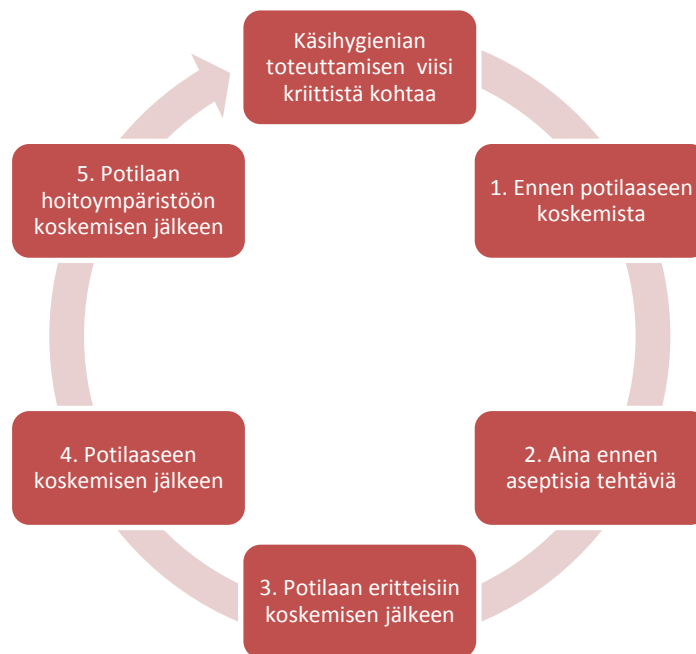 Käsihygienian
toteuttamisen viisi
kriittistä kohtaa
1. Ennen potilaaseen
koskemista
2. Aina ennen
aseptisia tehtäviä
3. Potilaan eritteisiin
koskemisen jälkeen
4. Potilaaseen
koskemisen jälkeen
5. Potilaan
hoitoympäristöön
koskemisen jälkeen